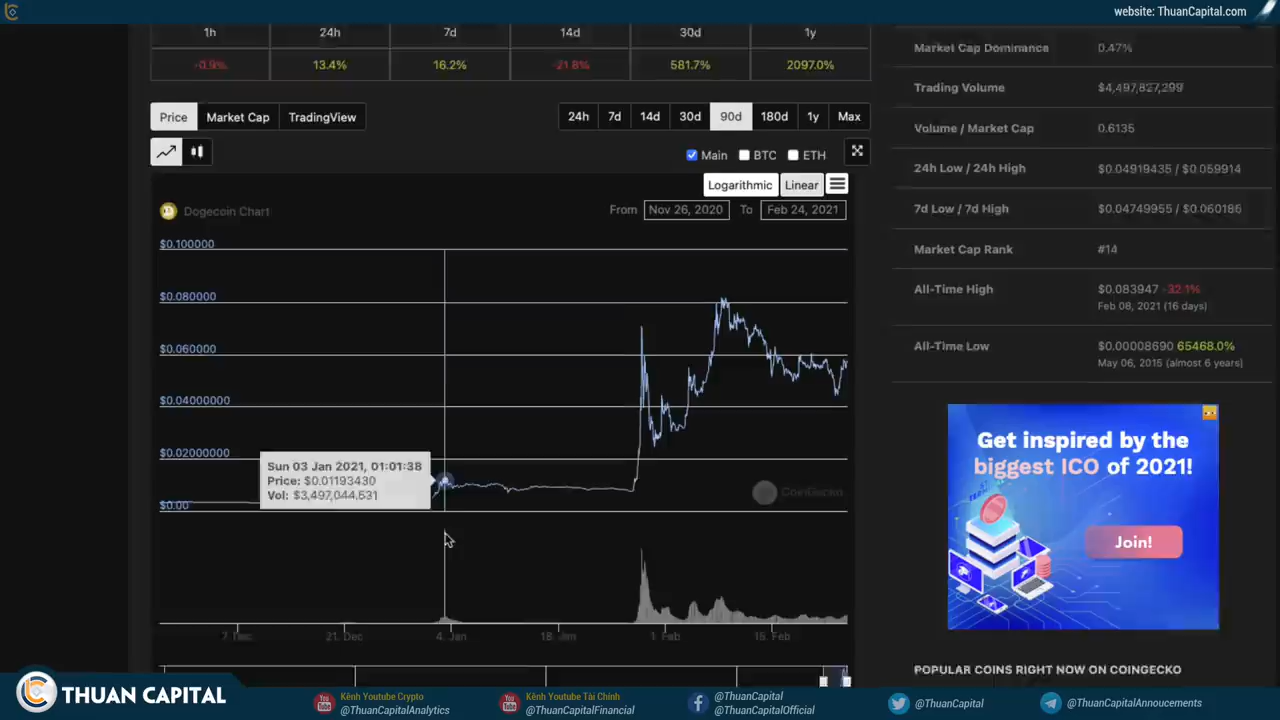 website: ThuanCapital.com
1h 24h 7d 14d 30d 1y
-0.9% 13.4% 16.2% -21.8% 581.7% 2097.0%
Price Market Cap TradingView
24h 7d 14d 30d 90d 180d 1y Max
Main BTC ETH
Logarithmic Linear
Dogecoin Chart
From Nov 26, 2020 To Feb 24, 2021
$0.100000
$0.080000
$0.060000
$0.04000000
$0.02000000
$0.00
Sun 03 Jan 2021, 01:01:38
Price: $0.01193430
Vol: $3,497,044,531
CoinGecko
7. Dec 21. Dec 4. Jan 18. Jan 1. Feb 15. Feb
Market Cap Dominance 0.47%
Trading Volume $4,497,827,299
Volume / Market Cap 0.6135
24h Low / 24h High $0.04919435 / $0.059914
7d Low / 7d High $0.04749955 / $0.060186
Market Cap Rank #14
All-Time High $0.083947 -32.1%
Feb 08, 2021 (16 days)
All-Time Low $0.00008690 65468.0%
May 06, 2015 (almost 6 years)
Get inspired by the
biggest ICO of 2021!
Join!
POPULAR COINS RIGHT NOW ON COINGECKO
THUAN CAPITAL
Kênh Youtube Crypto
@ThuanCapitalAnalytics
Kênh Youtube Tài Chính
@ThuanCapitalFinancial
@ThuanCapital
@ThuanCapitalOfficial
@ThuanCapital
@ThuanCapitalAnnoucements